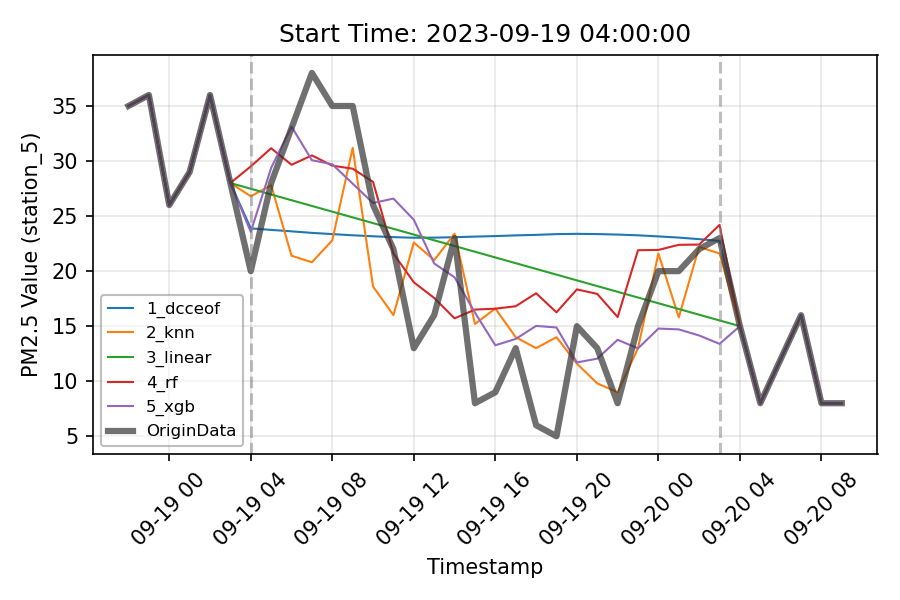 Start Time: 2023-09-19 04:00:00
PM2.5 Value (station_5)
35
30
25
20
15
10
5
1_dcceof
2_knn
3_linear
4_rf
5_xgb
OriginData
09-19 00
09-19 04
09-19 08
09-19 12
09-19 16
09-19 20
09-20 00
09-20 04
09-20 08
Timestamp